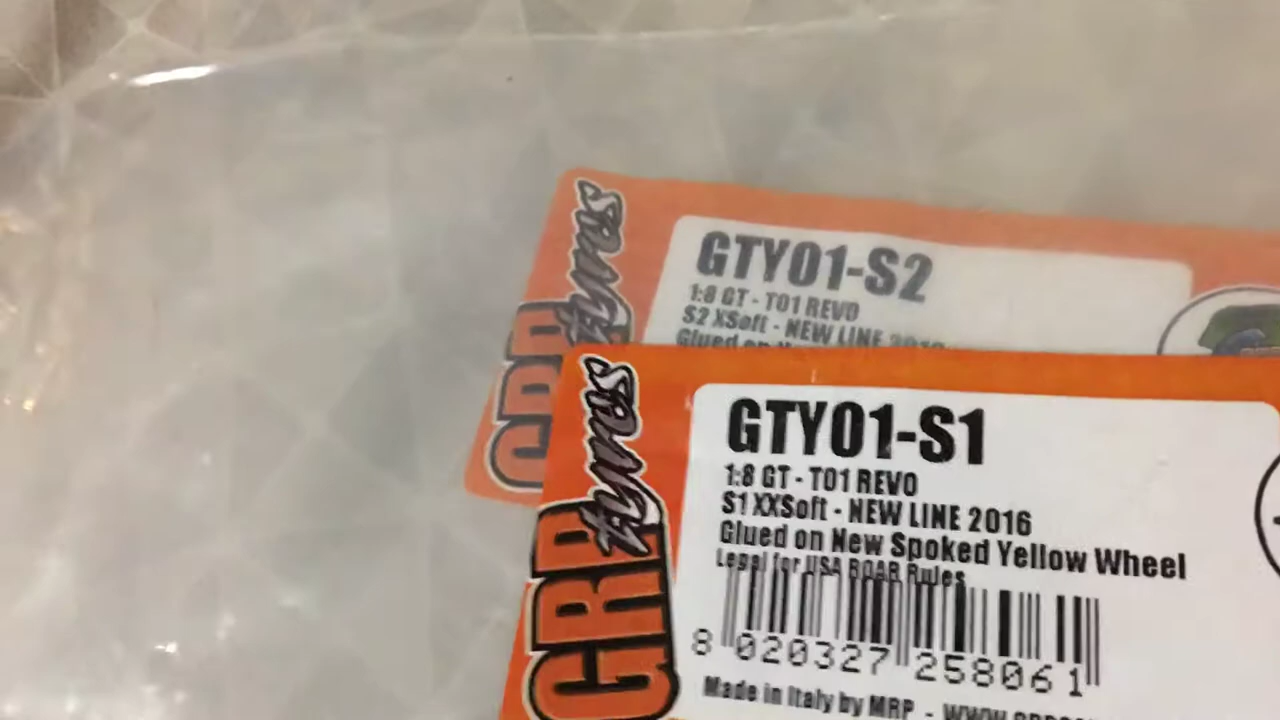 GRP tyres
GTY01-S2
1:8 GT - T01 REVO
S2 XSoft - NEW LINE
Glued on
GRP tyres
GTY01-S1
1:8 GT - T01 REVO
S1 XXSoft - NEW LINE 2016
Glued on New Spoked Yellow Wheel
Legal for USA ROAR Rules
8 020327 258061
Made in Italy by MRP -